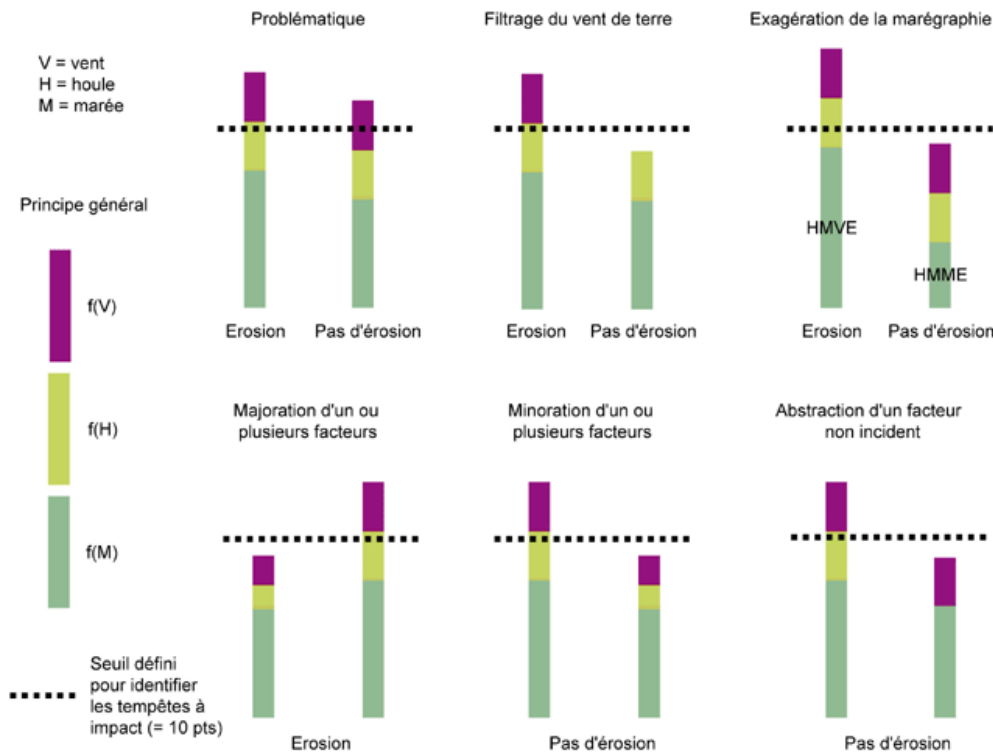 Problématique
Filtrage du vent de terre
Exagération de la marégraphie
V = vent
H = houle
M = marée
Principe général
f(V)
f(H)
f(M)
HMVE
HMME
Erosion
Pas d'érosion
Erosion
Pas d'érosion
Erosion
Pas d'érosion
Majoration d'un ou
plusieurs facteurs
Minoration d'un ou
plusieurs facteurs
Abstraction d'un facteur
non incident
Seuil défini
pour identifier
les tempêtes à
impact (= 10 pts)
Erosion
Pas d'érosion
Pas d'érosion